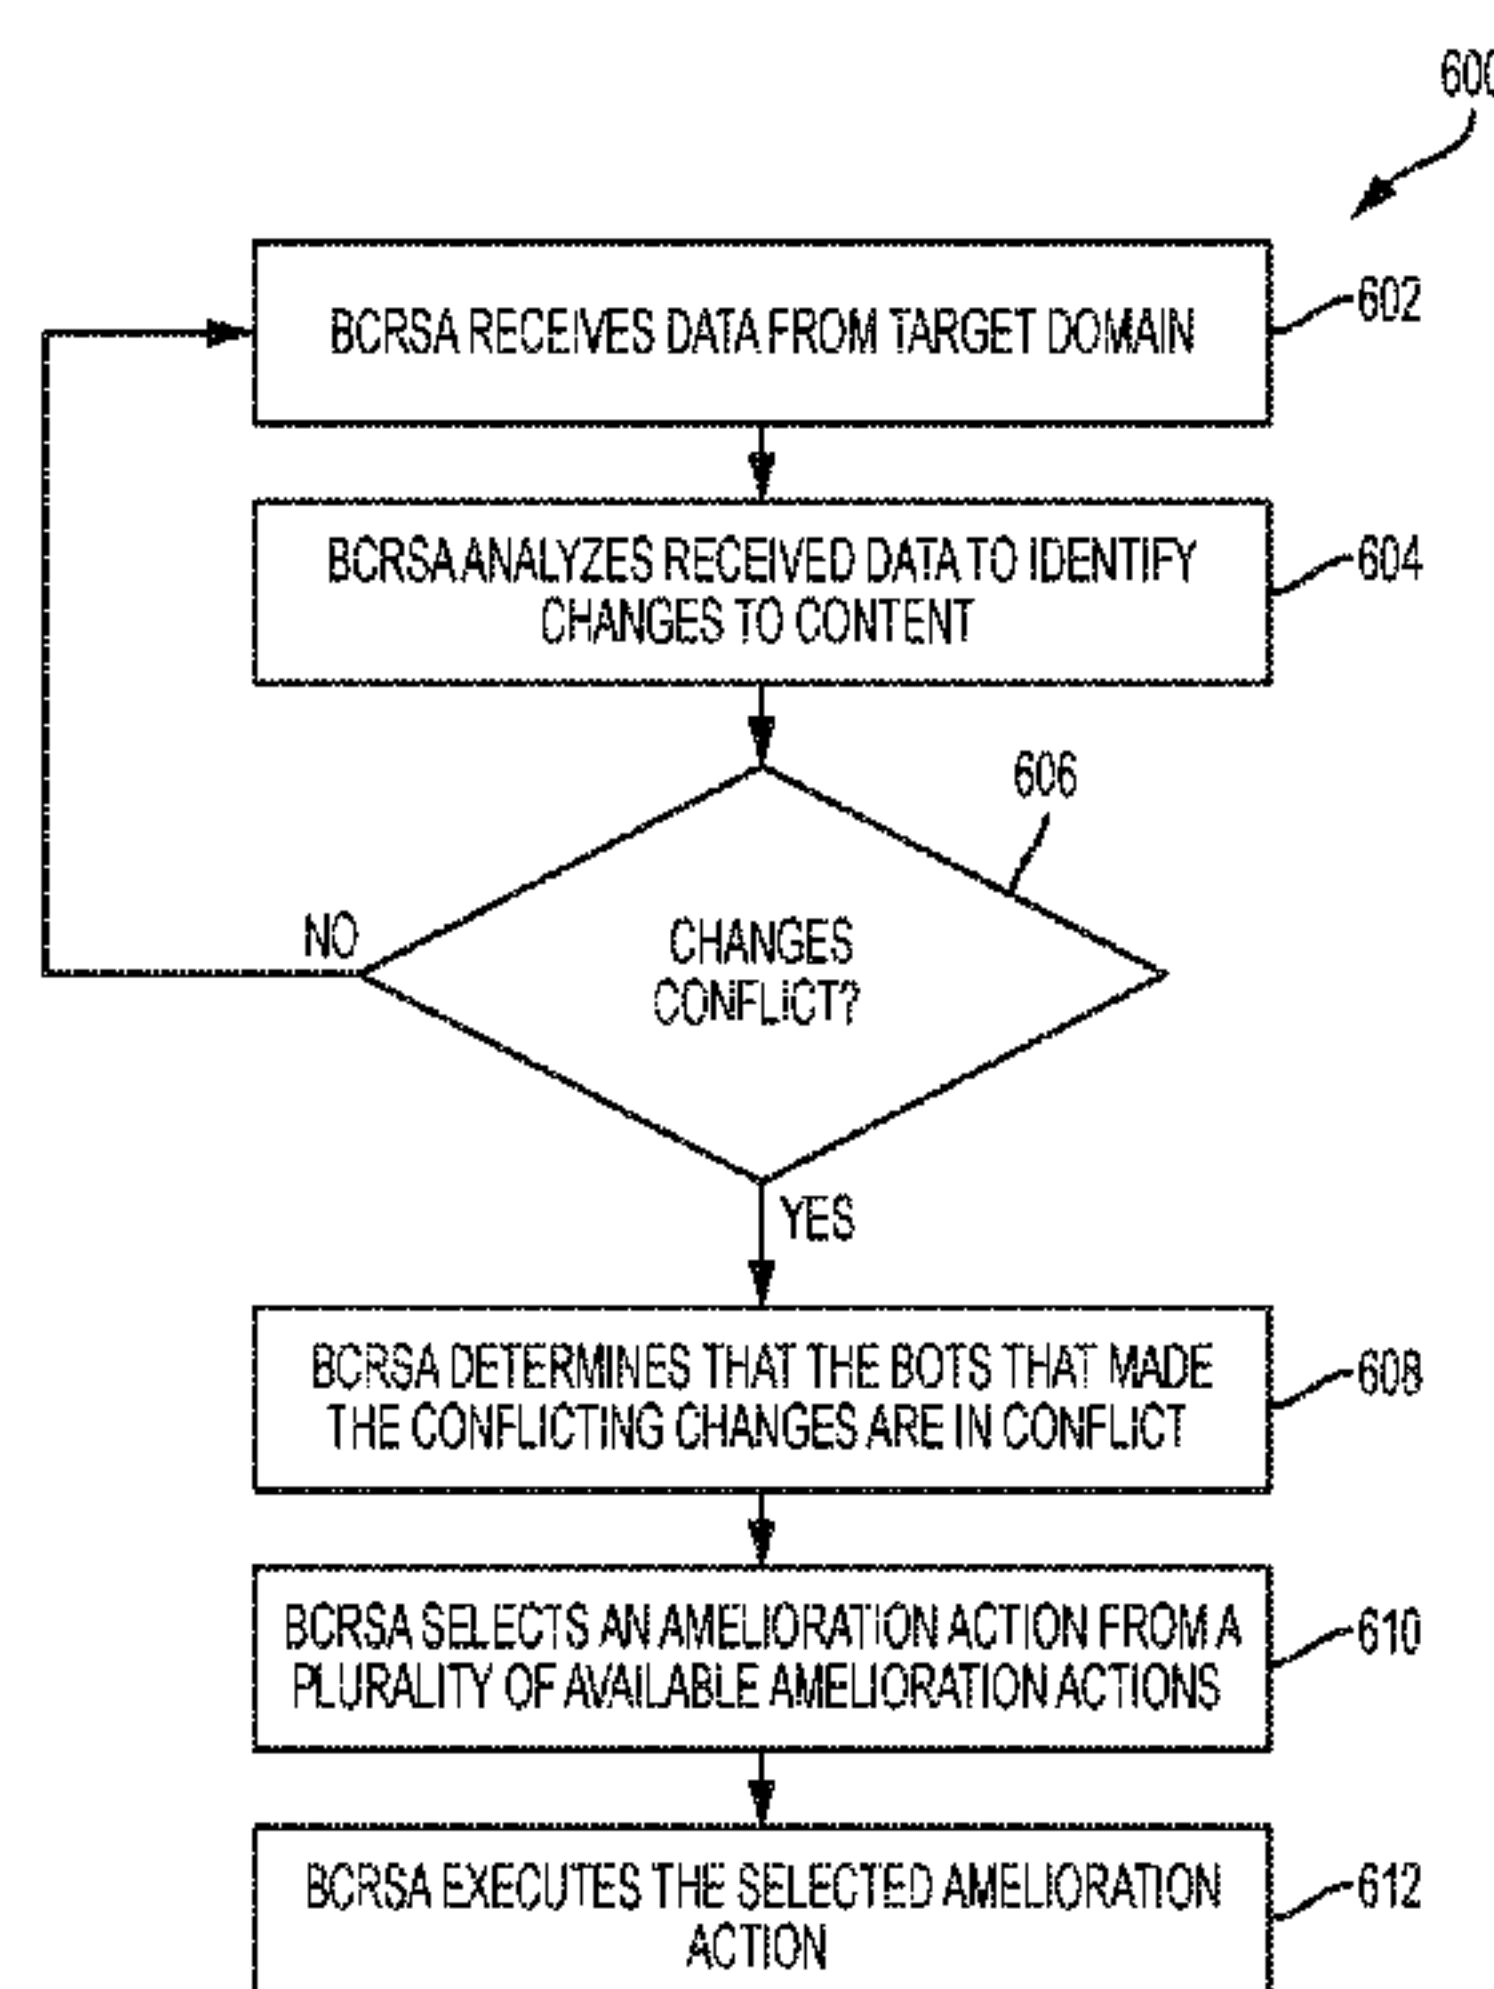 600
BCRSA RECEIVES DATA FROM TARGET DOMAIN
602
BCRSA ANALYZES RECEIVED DATA TO IDENTIFY
CHANGES TO CONTENT
604
606
CHANGES
CONFLICT?
NO
YES
BCRSA DETERMINES THAT THE BOTS THAT MADE
THE CONFLICTING CHANGES ARE IN CONFLICT
608
BCRSA SELECTS AN AMELIORATION ACTION FROM A
PLURALITY OF AVAILABLE AMELIORATION ACTIONS
610
BCRSA EXECUTES THE SELECTED AMELIORATION
ACTION
612